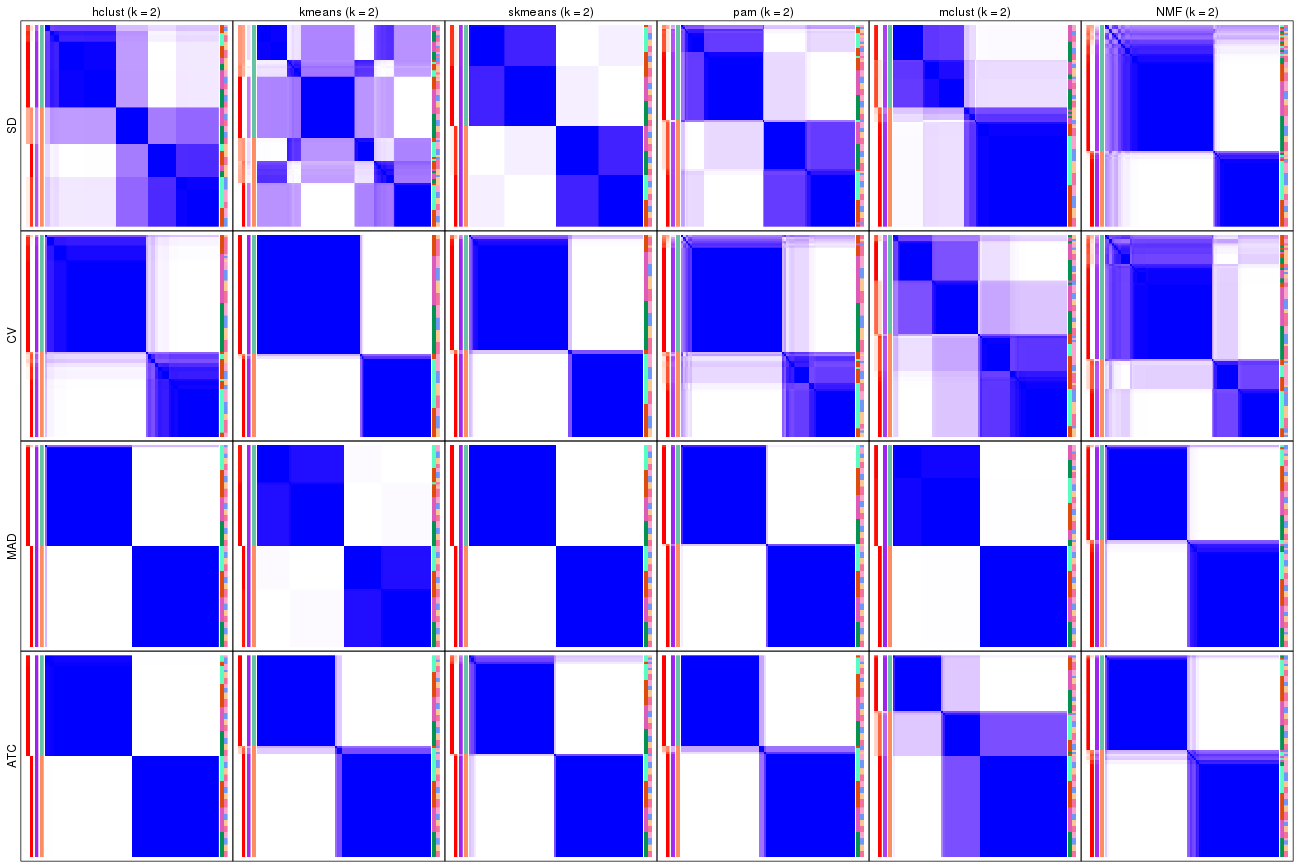 hclust (k = 2)
kmeans (k = 2)
skmeans (k = 2)
pam (k = 2)
mclust (k = 2)
NMF (k = 2)
SD
CV
MAD
ATC